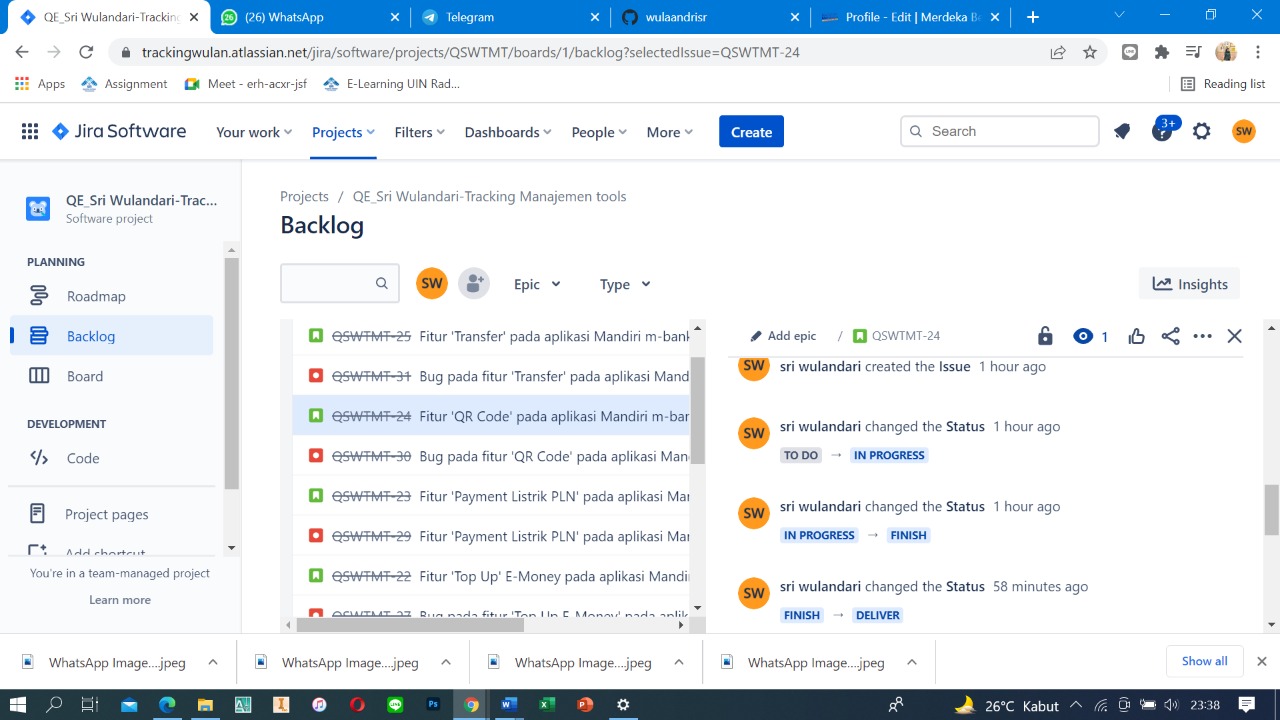 QE_Sri Wulandari-Tracking
(26) WhatsApp
Telegram
wulaandrisr
Profile - Edit | Merdeka Be
trackingwulan.atlassian.net/jira/software/projects/QSWTMT/boards/1/backlog?selectedIssue=QSWTMT-24
Apps
Assignment
Meet - erh-acxr-jsf
E-Learning UIN Rad...
Reading list
Jira Software
Your work
Projects
Filters
Dashboards
People
More
Create
Search
3+
SW
QE_Sri Wulandari-Trac...
Software project
PLANNING
Roadmap
Backlog
Board
DEVELOPMENT
Code
Project pages
Add shortcut
You're in a team-managed project
Learn more
Projects / QE_Sri Wulandari-Tracking Manajemen tools
Backlog
SW
Epic
Type
Insights
QSWTMT-25 Fitur 'Transfer' pada aplikasi Mandiri m-bank
QSWTMT-31 Bug pada fitur 'Transfer' pada aplikasi Mand
QSWTMT-24 Fitur 'QR Code' pada aplikasi Mandiri m-ban
QSWTMT-30 Bug pada fitur 'QR Code' pada aplikasi Man
QSWTMT-23 Fitur 'Payment Listrik PLN' pada aplikasi Mar
QSWTMT-29 Fitur 'Payment Listrik PLN' pada aplikasi Mar
QSWTMT-22 Fitur 'Top Up' E-Money pada aplikasi Mandi
QSWTMT-27 Bug pada fitur 'Top Up E-Money' pada aplik
Add epic / QSWTMT-24
1
SW
sri wulandari created the Issue 1 hour ago
SW
sri wulandari changed the Status 1 hour ago
TO DO → IN PROGRESS
SW
sri wulandari changed the Status 1 hour ago
IN PROGRESS → FINISH
SW
sri wulandari changed the Status 58 minutes ago
FINISH → DELIVER
WhatsApp Image....jpeg
WhatsApp Image....jpeg
WhatsApp Image....jpeg
WhatsApp Image....jpeg
Show all
26°C Kabut
23:38